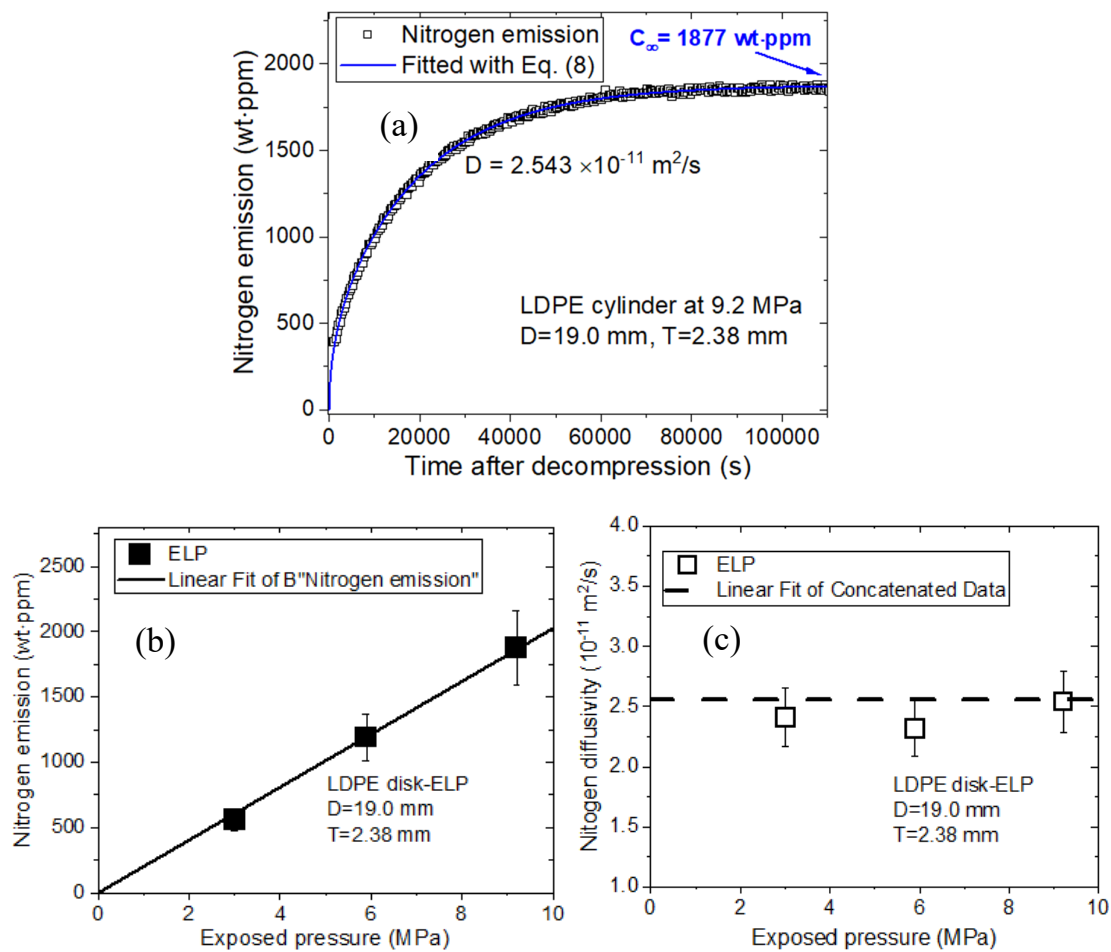 Nitrogen emission
Fitted with Eq. (8)
C∞= 1877 wt·ppm
(a)
D = 2.543 ×10⁻¹¹ m²/s
LDPE cylinder at 9.2 MPa
D=19.0 mm, T=2.38 mm
Nitrogen emission (wt·ppm)
2000
1500
1000
500
0
0 20000 40000 60000 80000 100000
Time after decompression (s)
ELP
Linear Fit of B"Nitrogen emission"
(b)
LDPE disk-ELP
D=19.0 mm
T=2.38 mm
Nitrogen emission (wt·ppm)
2500
2000
1500
1000
500
0
0 2 4 6 8 10
Exposed pressure (MPa)
ELP
Linear Fit of Concatenated Data
(c)
LDPE disk-ELP
D=19.0 mm
T=2.38 mm
Nitogen diffusivity (10⁻¹¹ m²/s)
4.0
3.5
3.0
2.5
2.0
1.5
1.0
0 2 4 6 8 10
Exposed pressure (MPa)